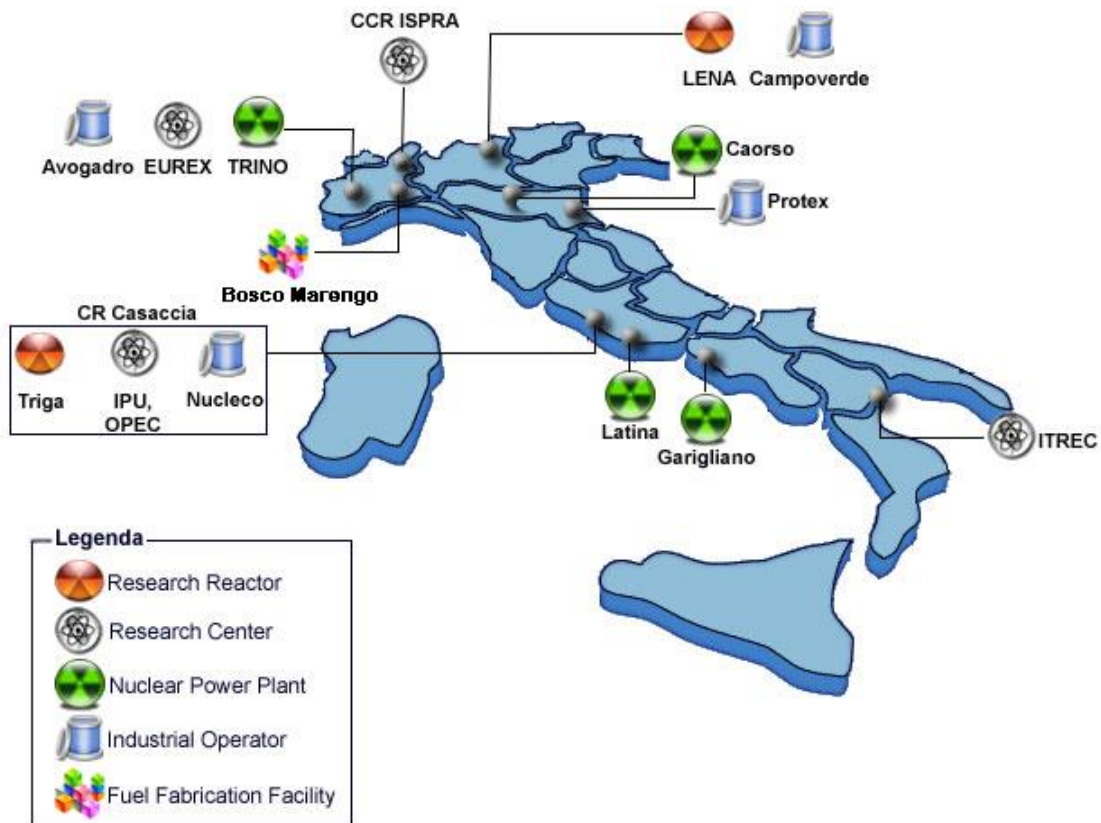 CCR ISPRA
LENA Campoverde
Avogadro EUREX TRINO
Caorso
Protex
Bosco Marengo
CR Casaccia
Triga IPU, Nucleco
OPEC
Latina
Garigliano
ITREC
Legenda
Research Reactor
Research Center
Nuclear Power Plant
Industrial Operator
Fuel Fabrication Facility